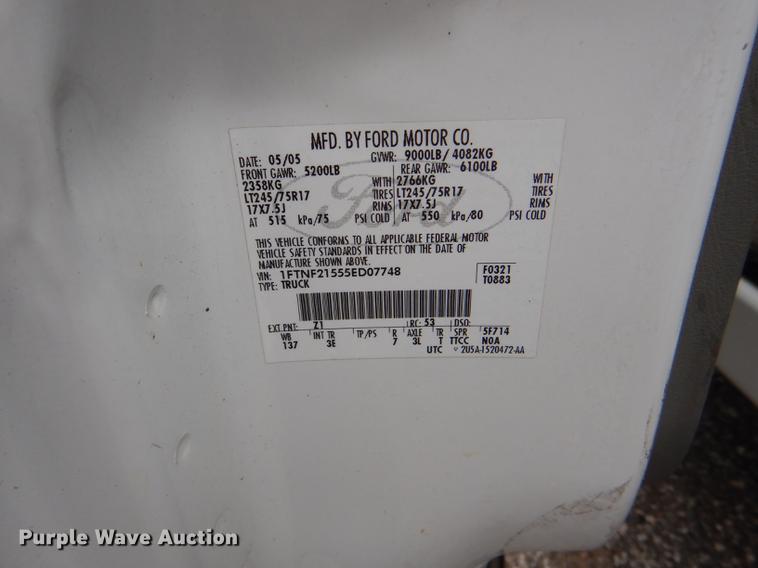 MFD. BY FORD MOTOR CO.
DATE: 05/05 GVWR: 9000LB/ 4082KG
FRONT GAWR: 5200LB REAR GAWR: 6100LB
2358KG WITH 2766KG WITH
LT245/75R17 TIRES LT245/75R17 TIRES
17X7.5J RIMS 17X7.5J RIMS
AT 515 kPa/75 PSI COLD AT 550 kPa/80 PSI COLD
Ford
THIS VEHICLE CONFORMS TO ALL APPLICABLE FEDERAL MOTOR
VEHICLE SAFETY STANDARDS IN EFFECT ON THE DATE OF
MANUFACTURE SHOWN ABOVE.
VIN: 1FTNF21555ED07748 F0321
TYPE: TRUCK T0883
EXT PNT: Z1 RC: 53 DSO:
WB INT TR TP/PS R AXLE TR SPR 5F714
137 3E 7 3L T TTCC NOA
UTC 2U5A-1520472-AA
Purple Wave Auction